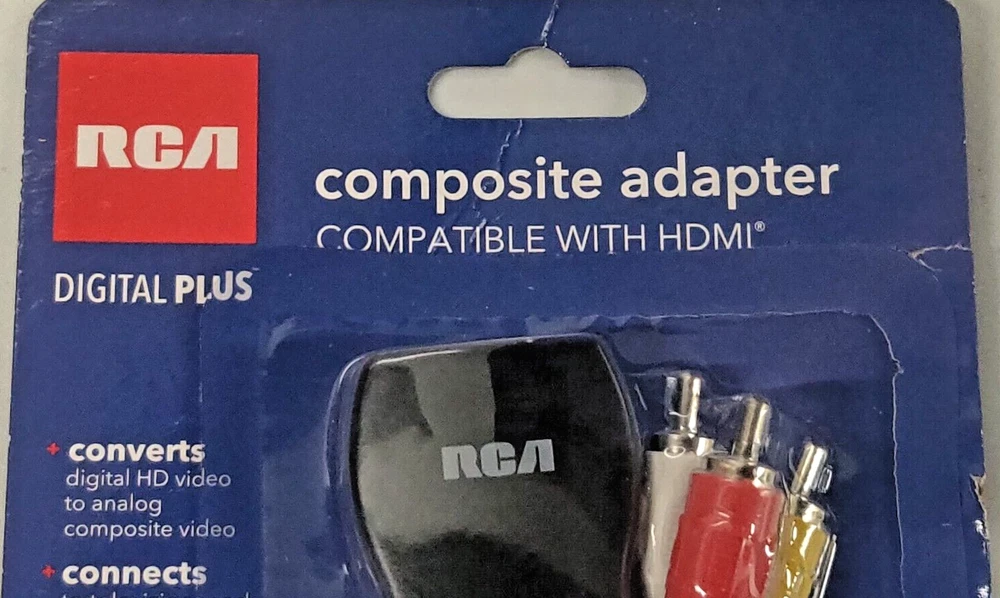 RCA
composite adapter
COMPATIBLE WITH HDMI®
DIGITAL PLUS
RCA
+ converts
digital HD video
to analog
composite video
+ connects